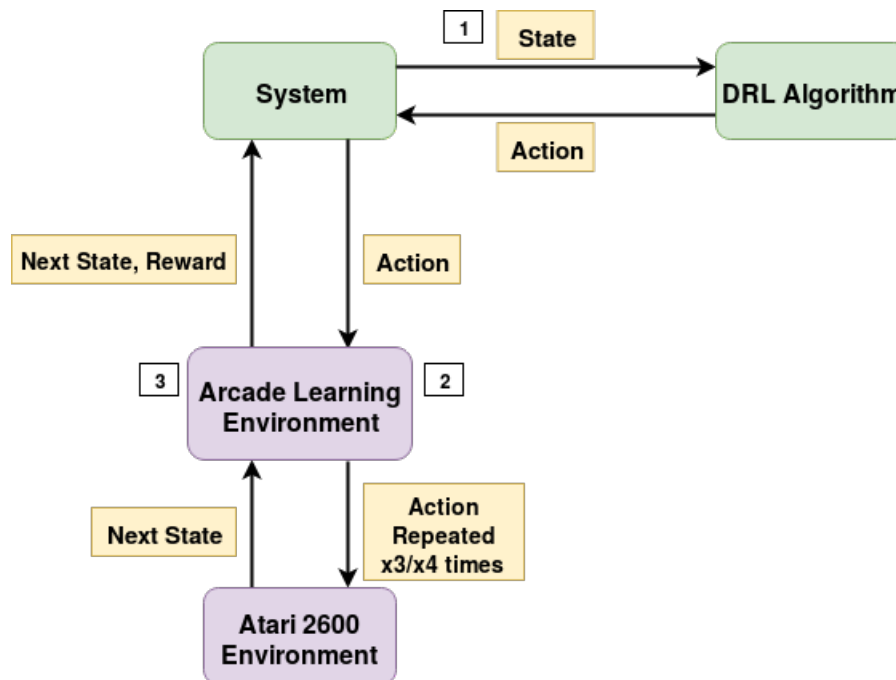 1
State
System
DRL Algorithm
Action
Next State, Reward
Action
3
Arcade Learning
Environment
2
Next State
Action
Repeated
x3/x4 times
Atari 2600
Environment